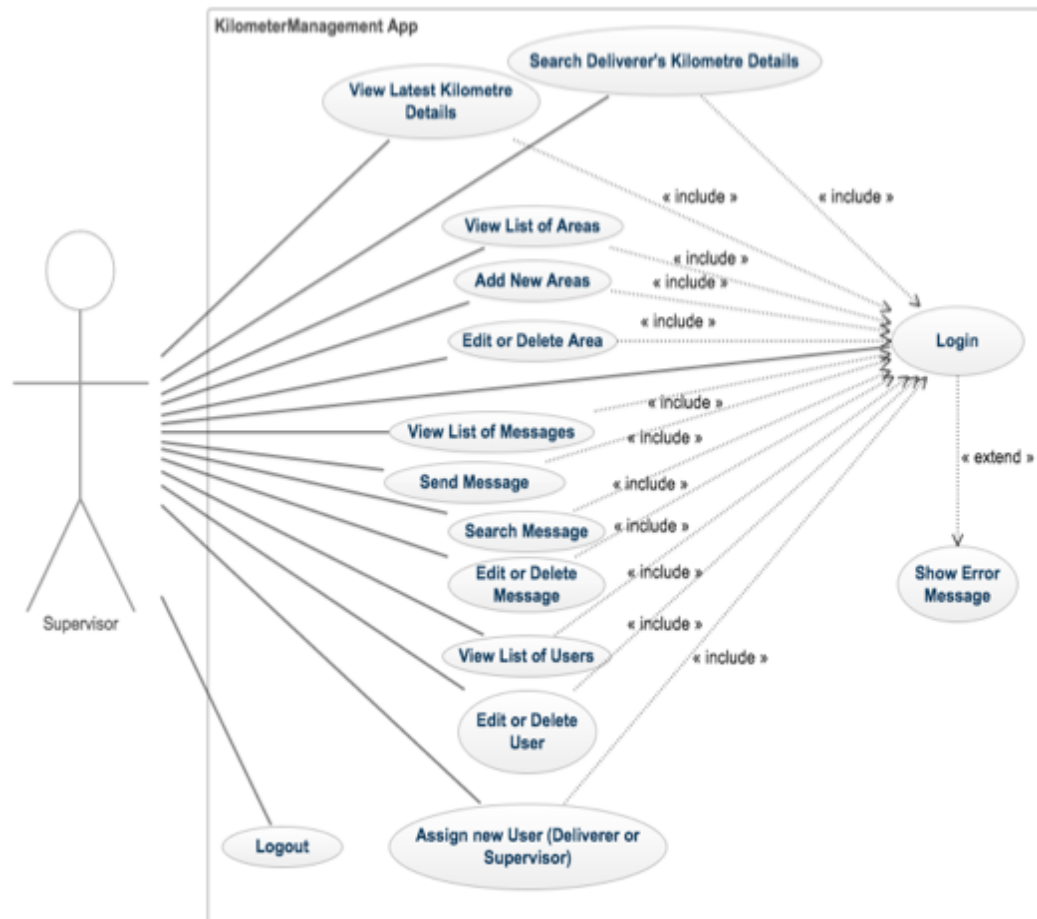 KilometerManagement App
Search Deliverer's Kilometre Details
View Latest Kilometre
Details
« include »
« include »
View List of Areas
« include »
Add New Areas
« include »
Edit or Delete Area
« include »
Login
View List of Messages
« include »
« include »
Send Message
« include »
Search Message
« include »
Edit or Delete
Message
« include »
« extend »
Show Error
Message
Supervisor
« include »
View List of Users
« include »
Edit or Delete
User
Assign new User (Deliverer or
Supervisor)
Logout